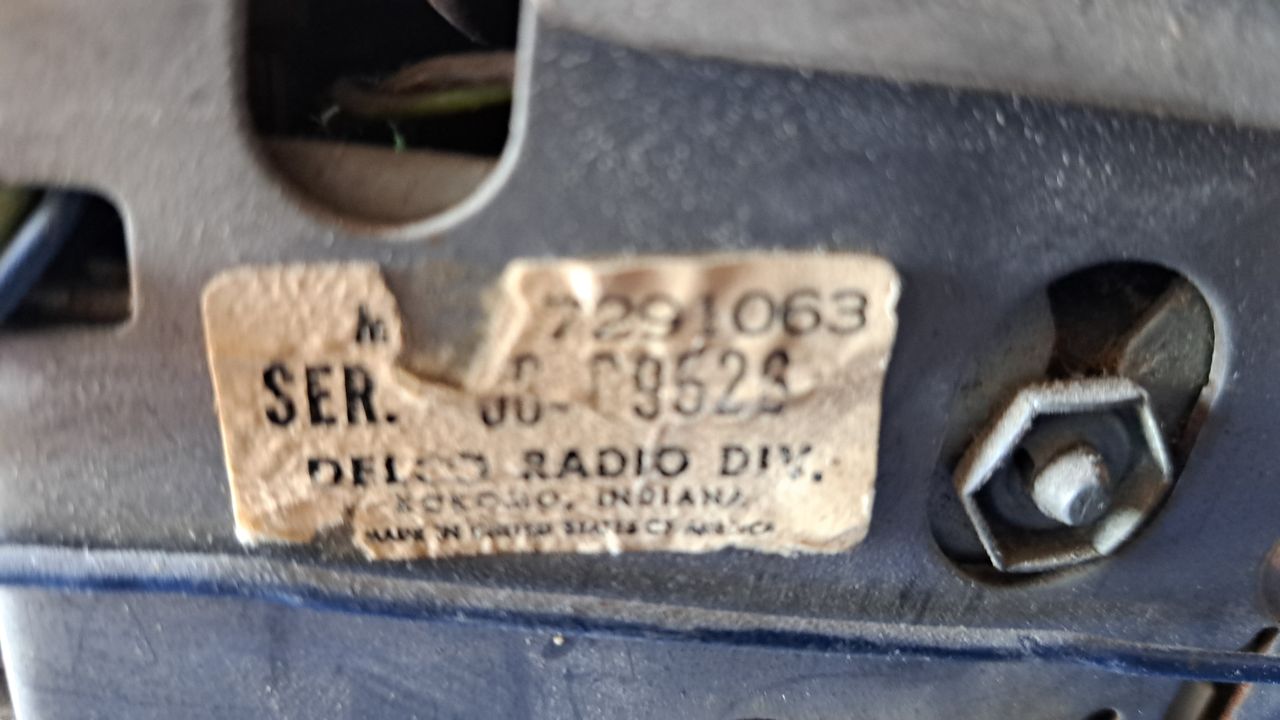 7291063
SER.
DELCO RADIO DIV.
KOKOMO, INDIANA
MADE IN UNITED STATES OF AMERICA